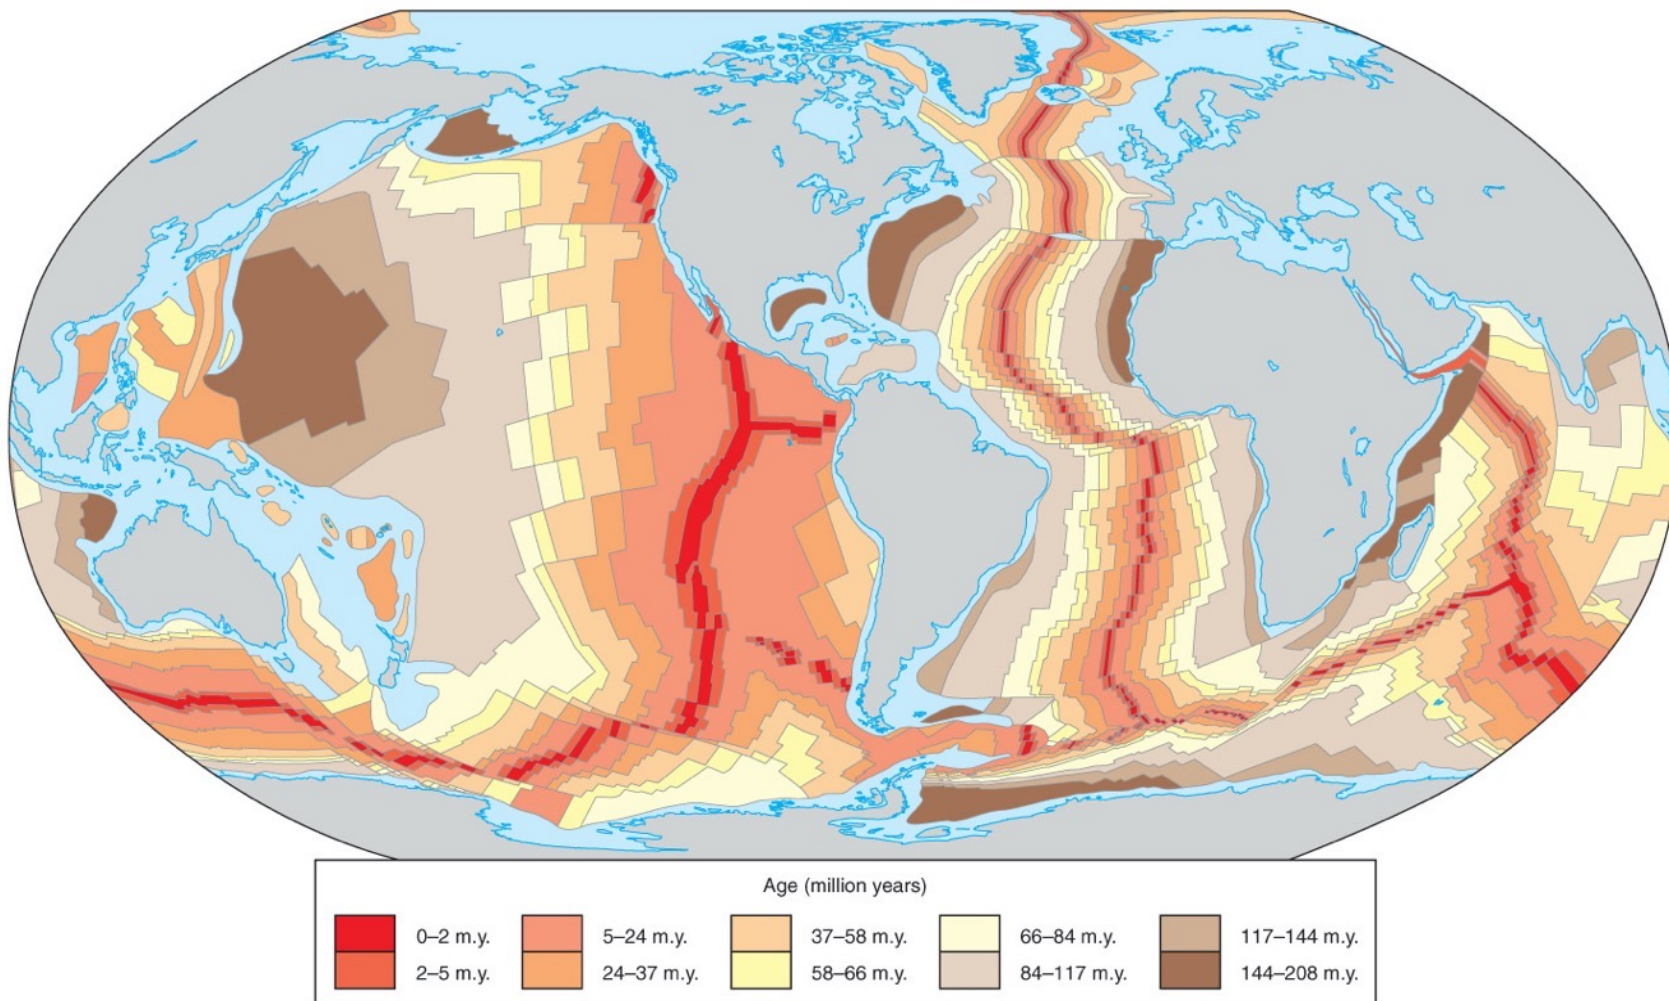 Age (million years)
0–2 m.y.
5–24 m.y.
37–58 m.y.
66–84 m.y.
117–144 m.y.
2–5 m.y.
24–37 m.y.
58–66 m.y.
84–117 m.y.
144–208 m.y.